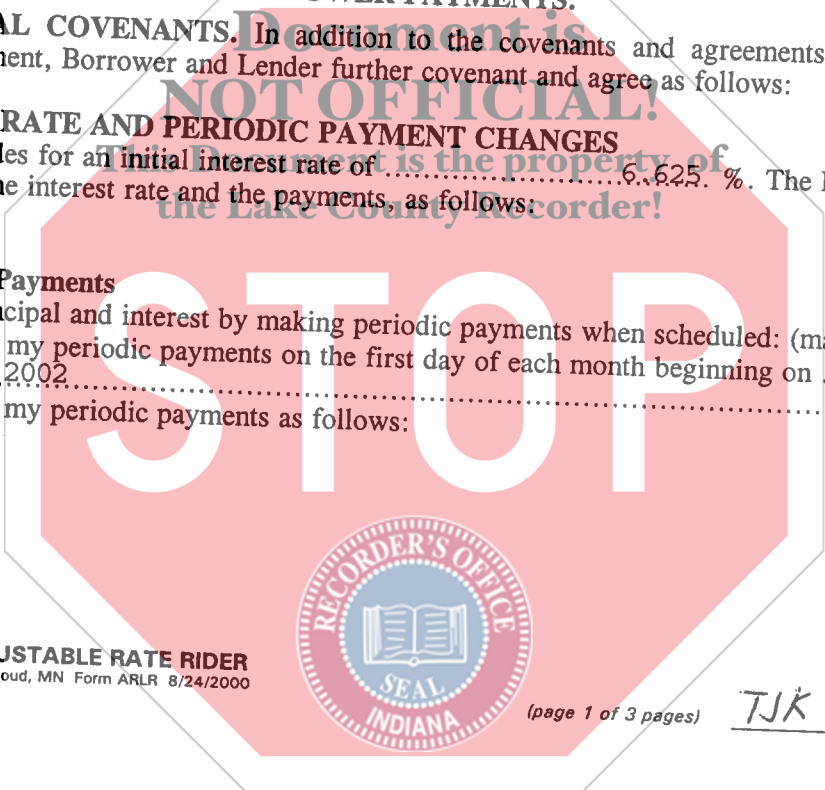 OWER PAYMENTS.
AL COVENANTS. In addition to the covenants and agreements
ent, Borrower and Lender further covenant and agree as follows:
RATE AND PERIODIC PAYMENT CHANGES
es for an initial interest rate of ........................................6.625. %. The
e interest rate and the payments, as follows:
Document is
NOT OFFICIAL!
This Document is the property of
the Lake County Recorder!
STOP
Payments
cipal and interest by making periodic payments when scheduled: (ma
my periodic payments on the first day of each month beginning on
2002
my periodic payments as follows:
RECORDER'S OFFICE
SEAL
INDIANA
USTABLE RATE RIDER
oud, MN Form ARLR 8/24/2000
(page 1 of 3 pages)
TJK